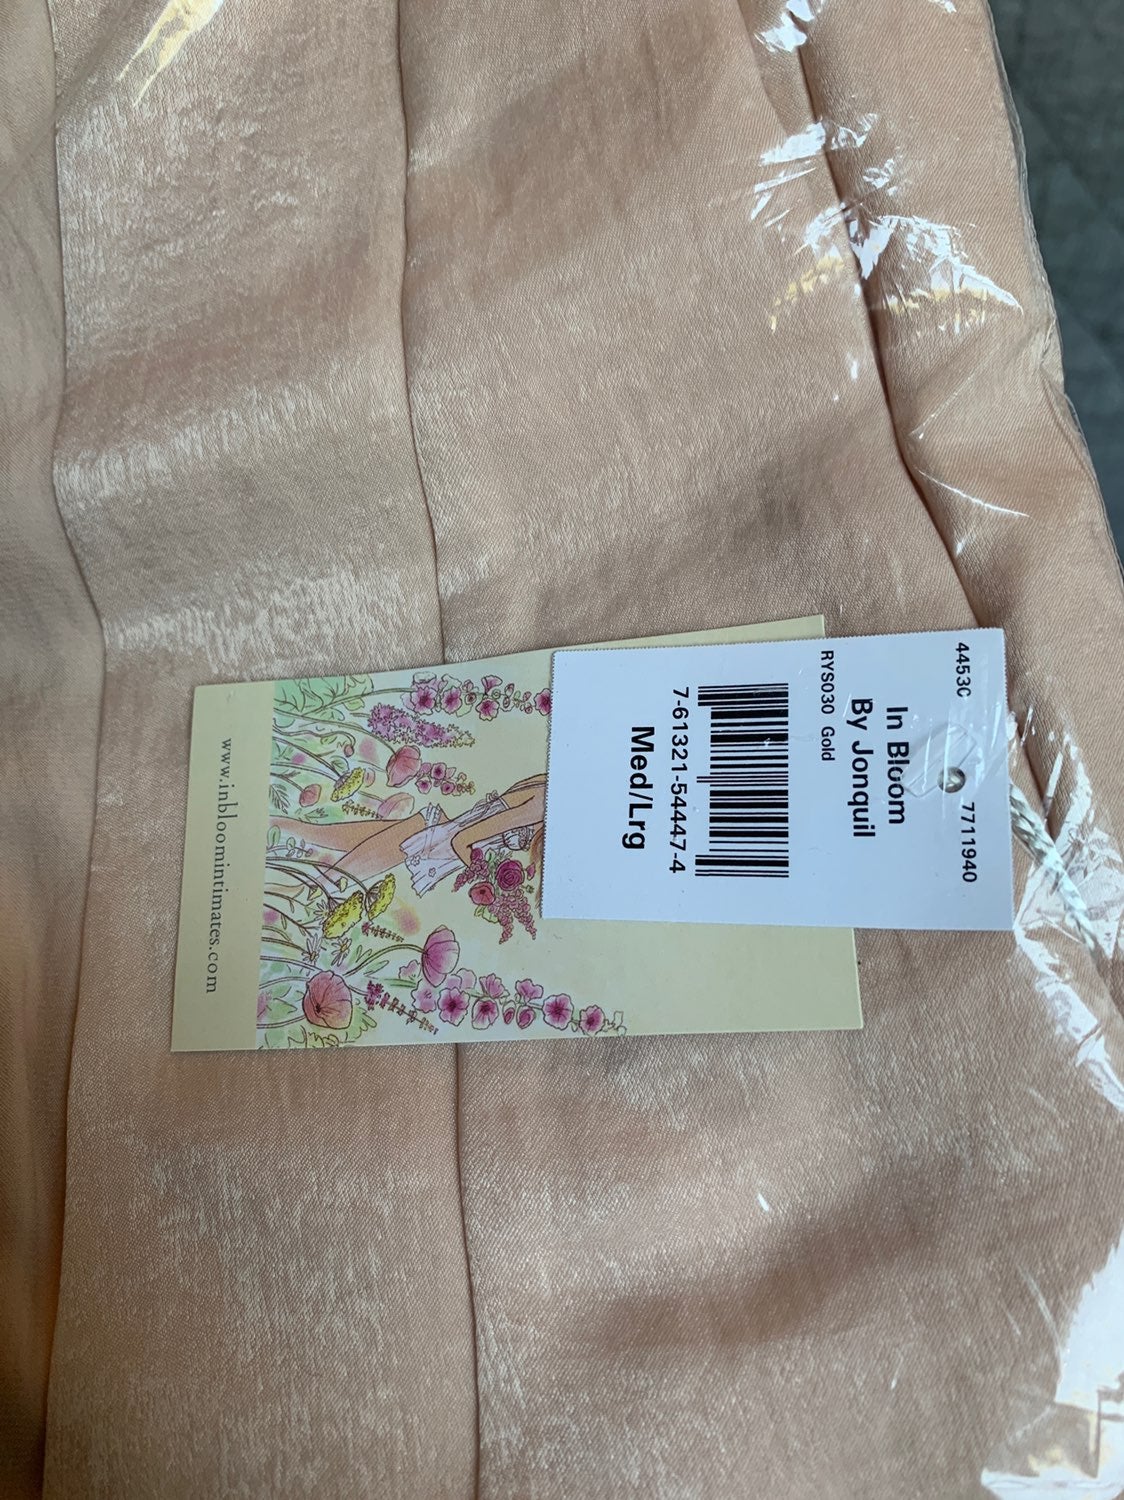 4453C 7711940
In Bloom
By Jonquil
RYS030 Gold
7-61321-54447-4
Med/Lrg
www.inbloomintimates.com